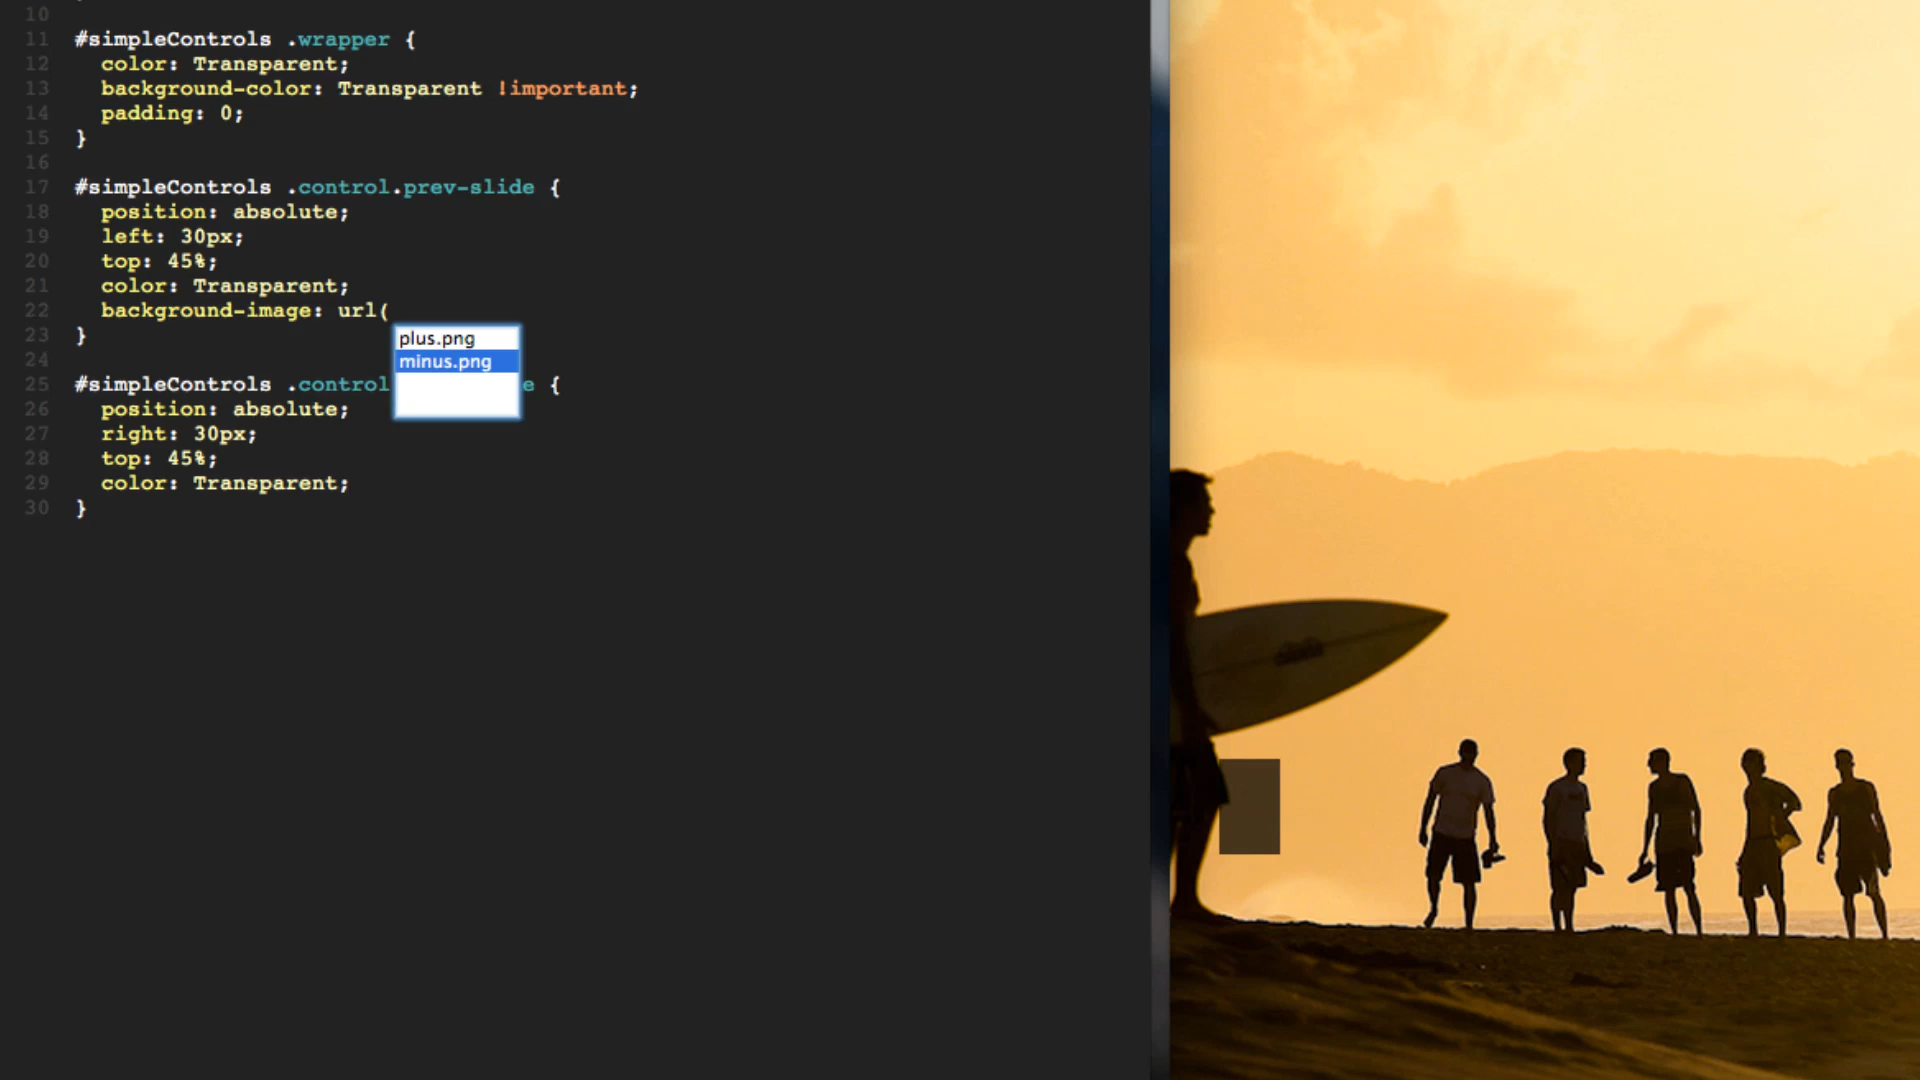 10
11 #simpleControls .wrapper {
12 color: Transparent;
13 background-color: Transparent !important;
14 padding: 0;
15 }
16
17 #simpleControls .control.prev-slide {
18 position: absolute;
19 left: 30px;
20 top: 45%;
21 color: Transparent;
22 background-image: url(
plus.png
23 }
minus.png
24
25 #simpleControls .control e {
26 position: absolute;
27 right: 30px;
28 top: 45%;
29 color: Transparent;
30 }